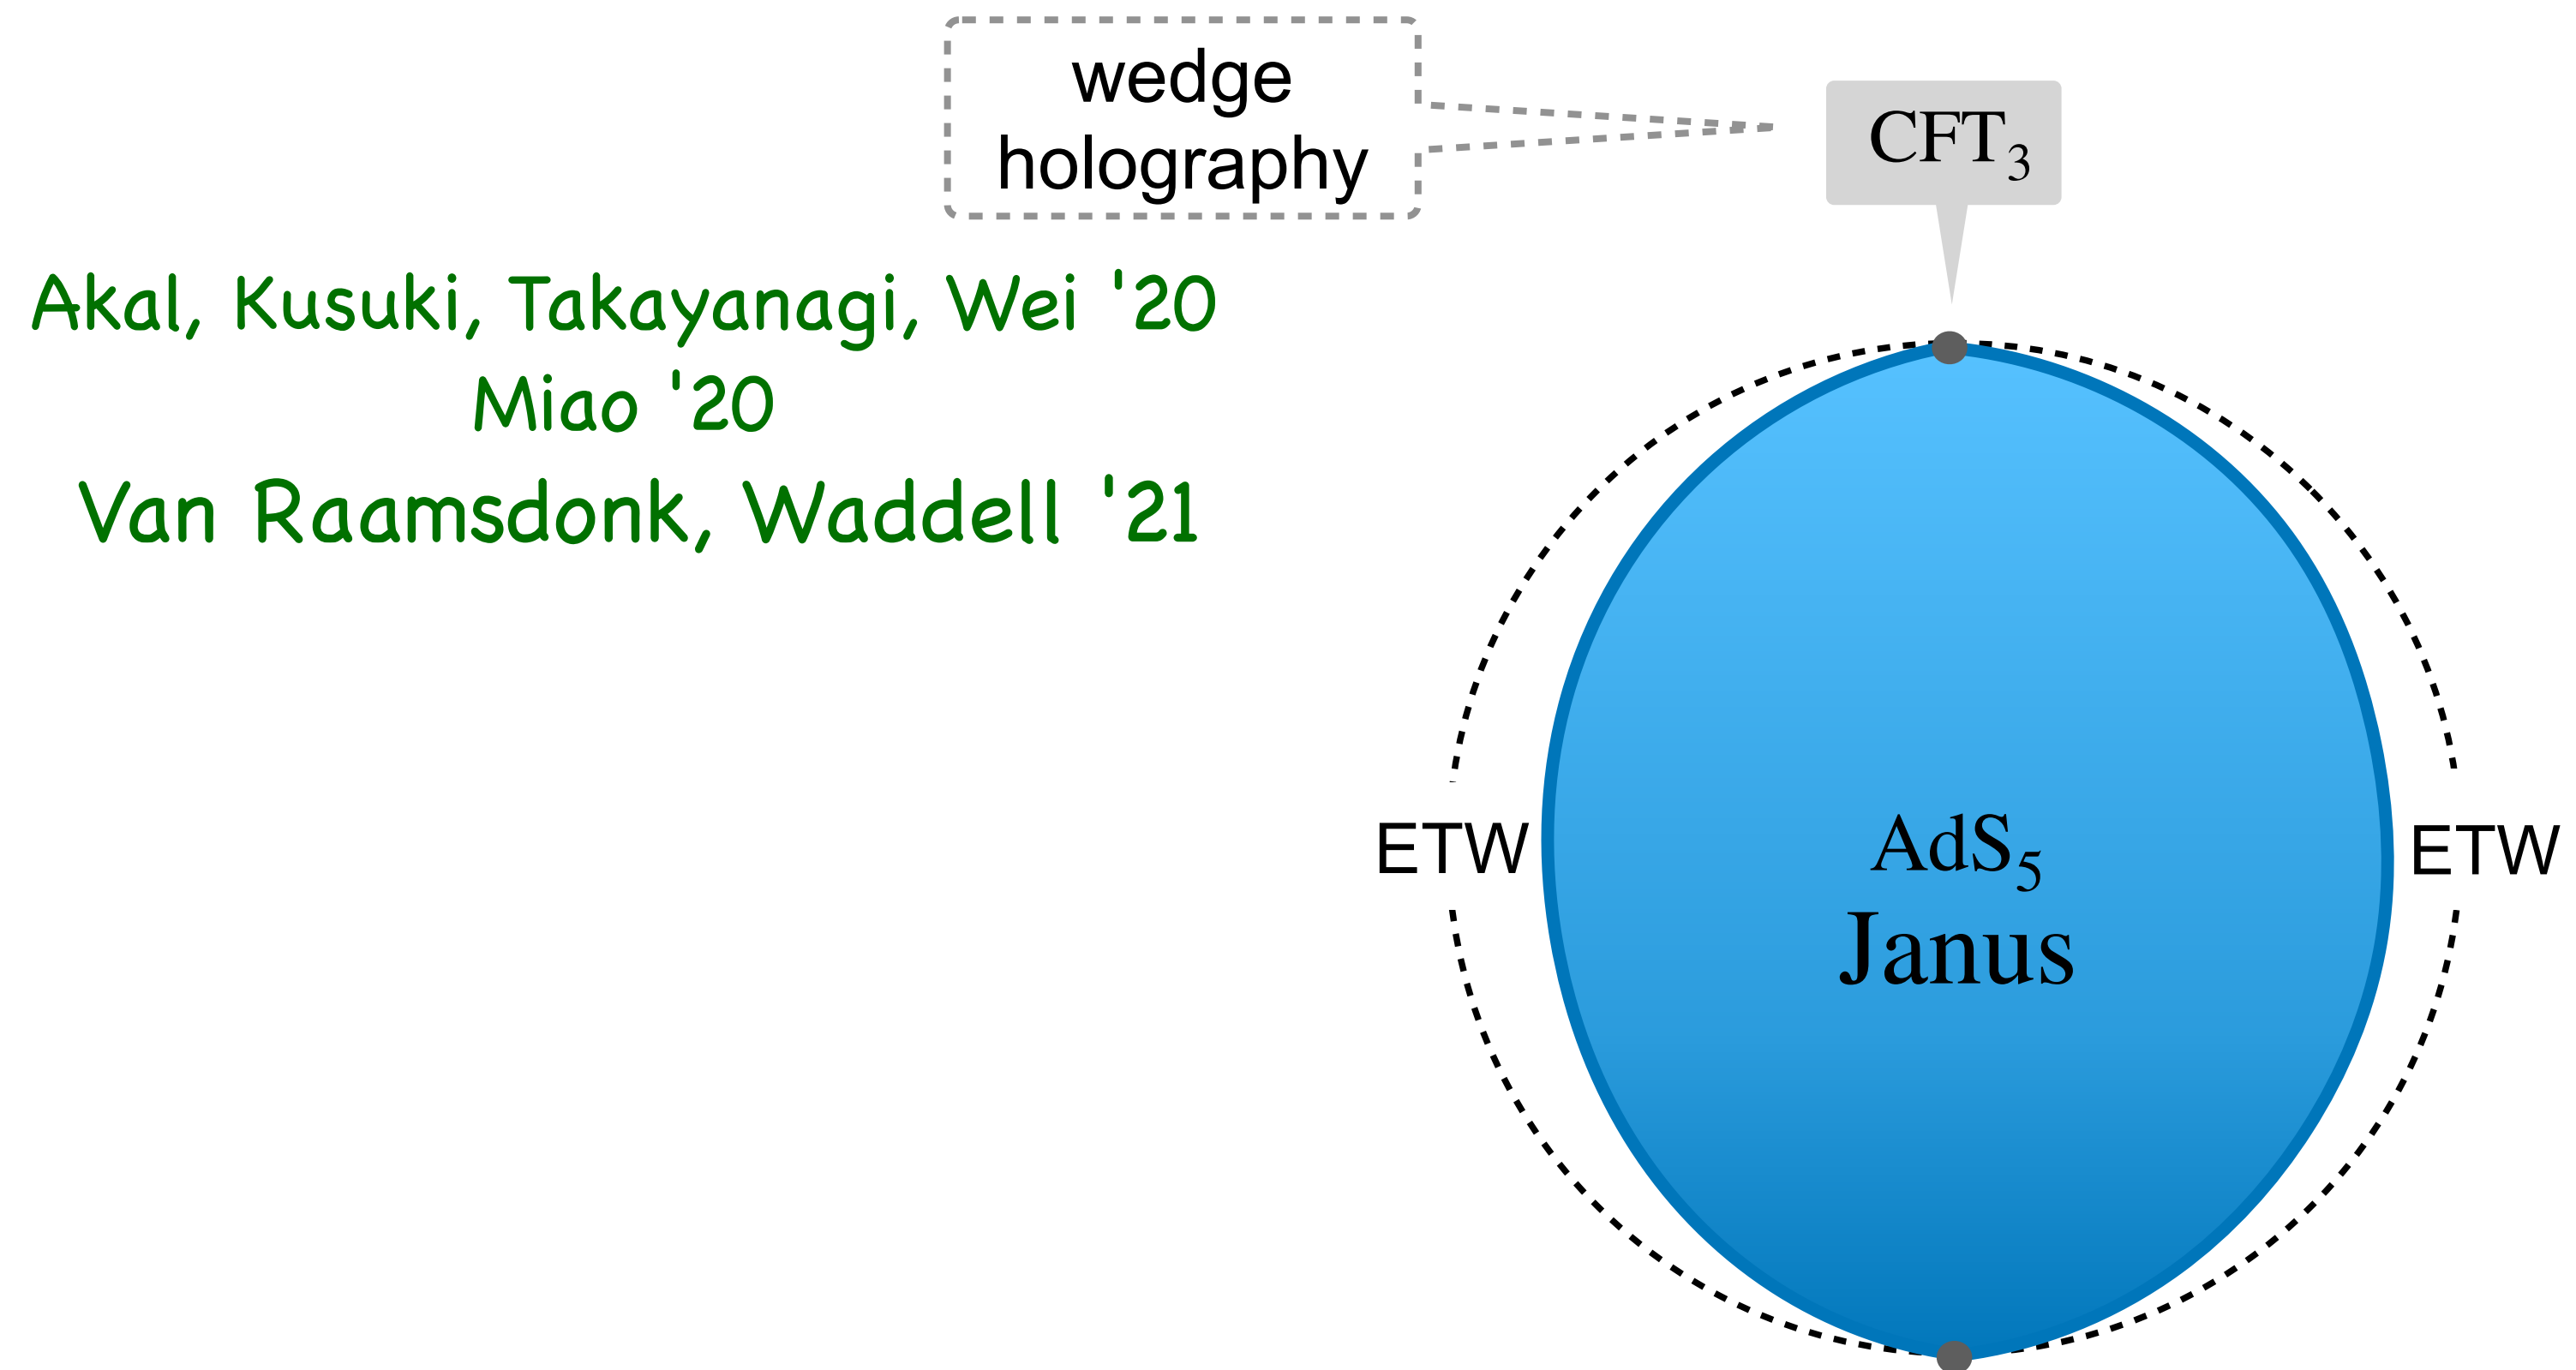 wedge
holography
CFT₃
Akal, Kusuki, Takayanagi, Wei '20
Miao '20
Van Raamsdonk, Waddell '21
ETW
AdS₅
Janus
ETW